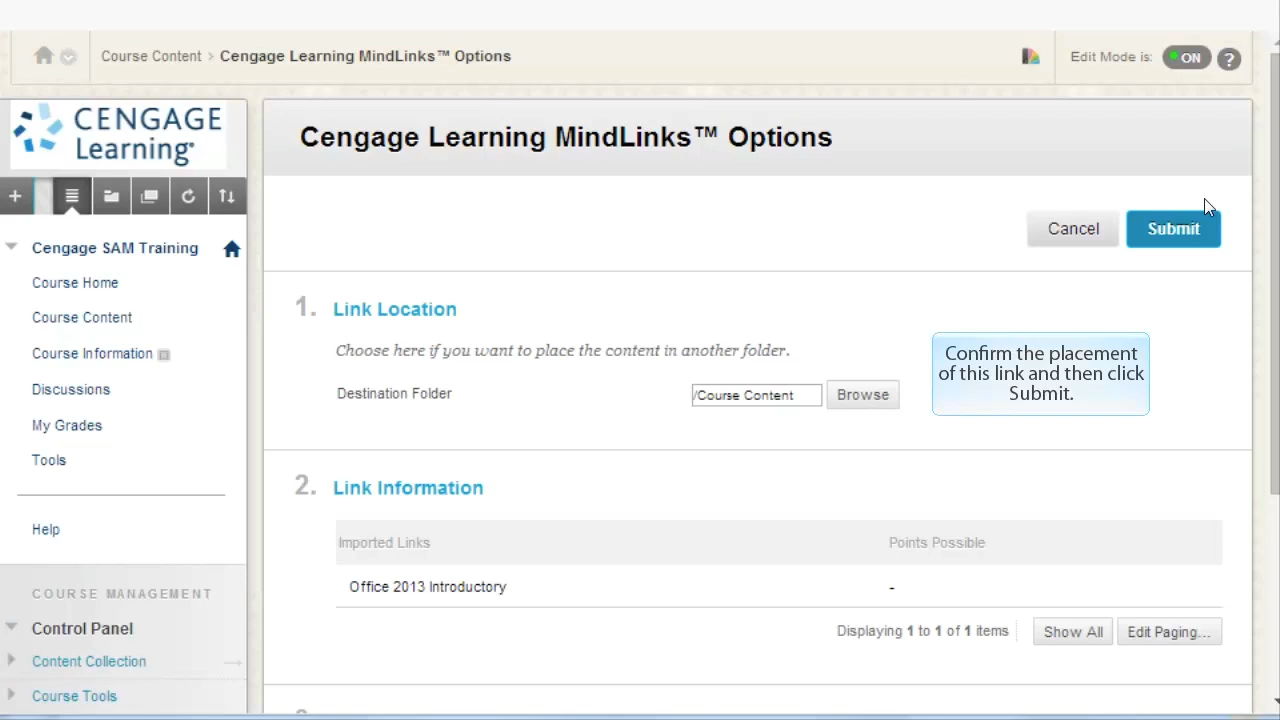 Course Content > Cengage Learning MindLinks™ Options
Edit Mode is: ON ?
CENGAGE
Learning®
Cengage Learning MindLinks™ Options
Cancel Submit
Cengage SAM Training
Course Home
Course Content
Course Information
Discussions
My Grades
Tools
Help
COURSE MANAGEMENT
Control Panel
Content Collection
Course Tools
1. Link Location
Choose here if you want to place the content in another folder.
Destination Folder /Course Content Browse
Confirm the placement
of this link and then click
Submit.
2. Link Information
Imported Links Points Possible
Office 2013 Introductory -
Displaying 1 to 1 of 1 items Show All Edit Paging...